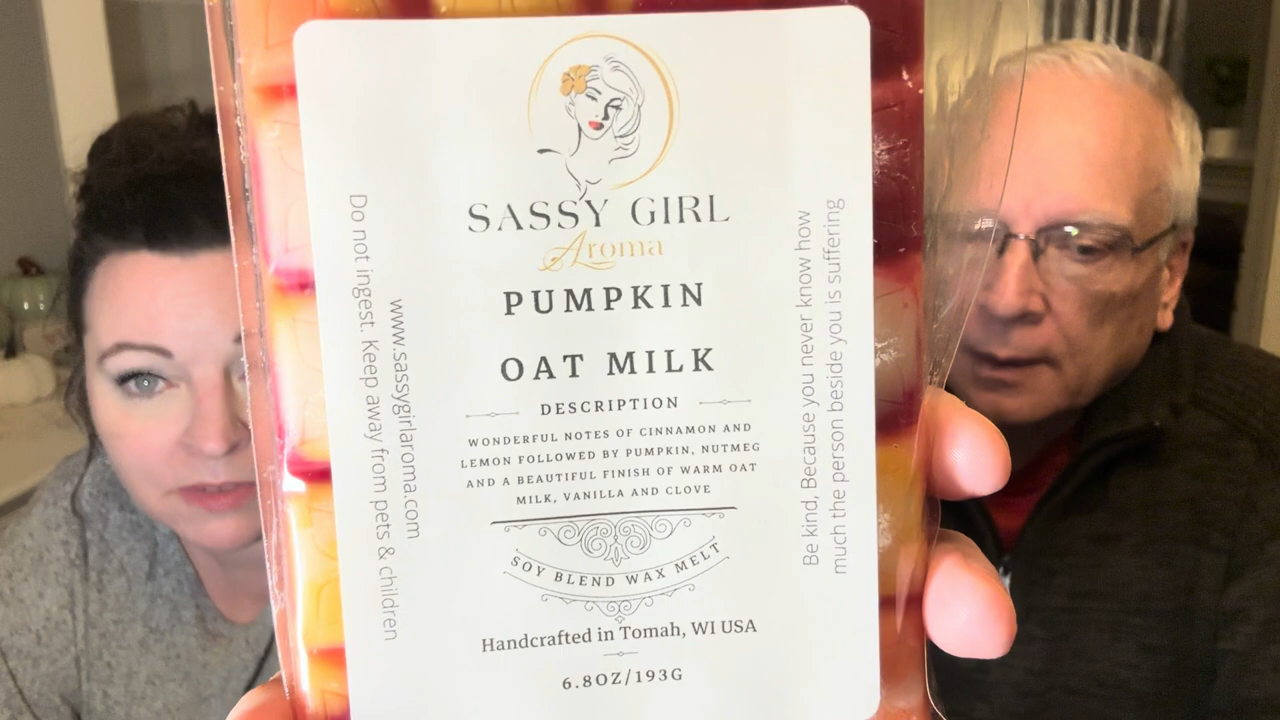 SASSY GIRL
Aroma
PUMPKIN
OAT MILK
DESCRIPTION
WONDERFUL NOTES OF CINNAMON AND
LEMON FOLLOWED BY PUMPKIN, NUTMEG
AND A BEAUTIFUL FINISH OF WARM OAT
MILK, VANILLA AND CLOVE
SOY BLEND WAX MELT
Handcrafted in Tomah, WI USA
6.8OZ/193G
www.sassygirlaroma.com
Do not ingest. Keep away from pets & children
Be kind, Because you never know how
much the person beside you is suffering